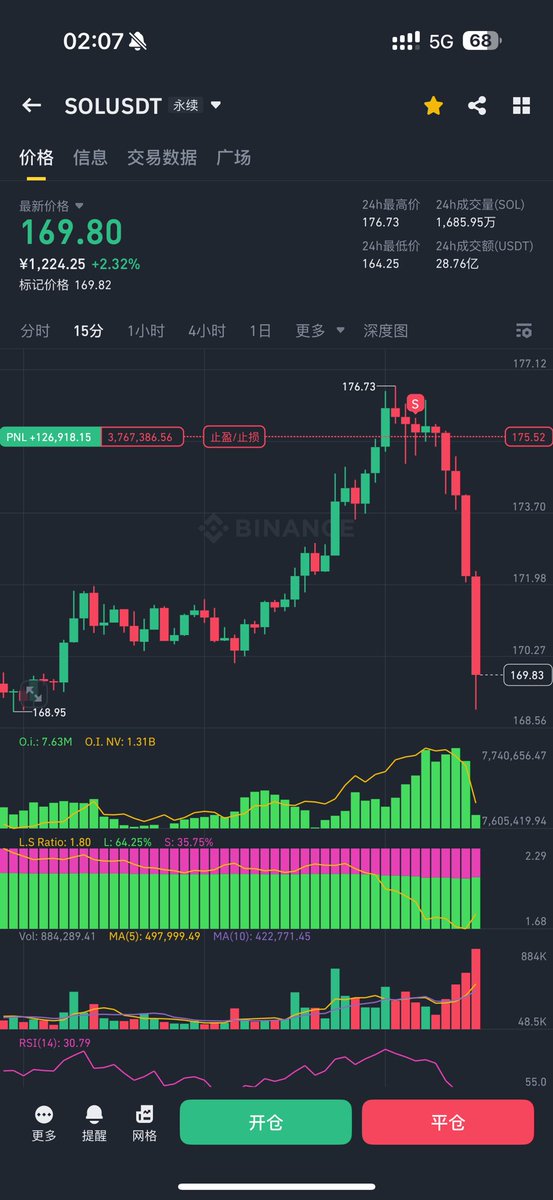 02:07 5G 68
SOLUSDT 永续
价格 信息 交易数据 广场
最新价格
169.80
¥1,224.25 +2.32%
标记价格 169.82
24h最高价 24h成交量(SOL)
176.73 1,685.95万
24h最低价 24h成交额(USDT)
164.25 28.76亿
分时 15分 1小时 4小时 1日 更多 深度图
177.12
176.73
S
PNL +126,918.15 3,767,386.56 止盈/止损 175.52
173.70
BINANCE
171.98
170.27
169.83
168.95
168.56
O.i.: 7.63M O.I. NV: 1.31B
7,740,656.47
7,605,419.94
L.S Ratio: 1.80 L: 64.25% S: 35.75%
2.29
1.68
Vol: 884,289.41 MA(5): 497,999.49 MA(10): 422,771.45
884K
48.5K
RSI(14): 30.79
55.0
更多 提醒 网格 开仓 平仓